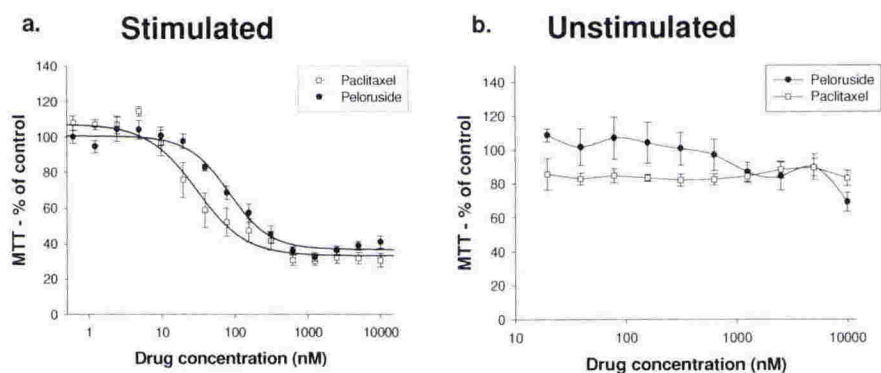 a. Stimulated
Paclitaxel
Peloruside
140
120
100
80
60
40
20
0
MTT - % of control
1 10 100 1000 10000
Drug concentration (nM)
b. Unstimulated
Peloruside
Paclitaxel
140
120
100
80
60
40
20
0
MTT - % of control
10 100 1000 10000
Drug concentration (nM)